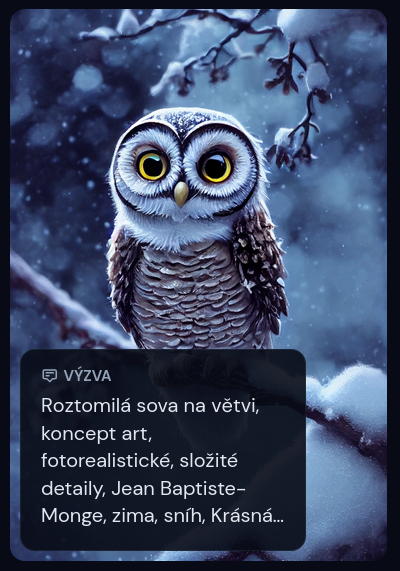 VÝZVA
Roztomilá sova na větvi,
koncept art,
fotorealistické, složité
detaily, Jean Baptiste-
Monge, zima, sníh, Krásná...